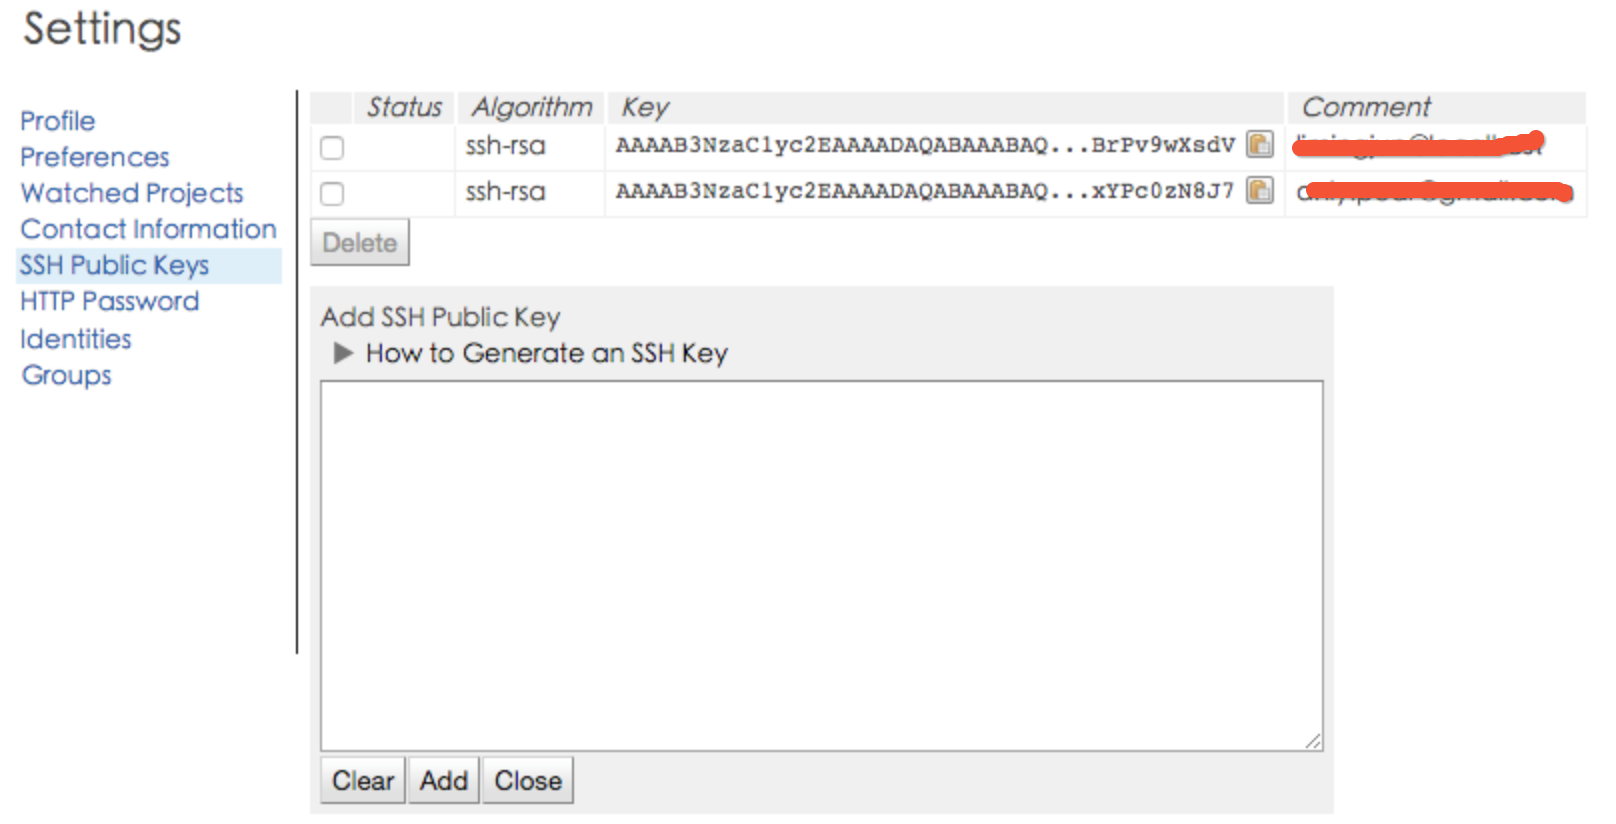 Settings
Profile
Preferences
Watched Projects
Contact Information
SSH Public Keys
HTTP Password
Identities
Groups
Status Algorithm Key Comment
ssh-rsa AAAAB3NzaC1yc2EAAAADAQABAAABAQ...BrPv9wXsdV
ssh-rsa AAAAB3NzaC1yc2EAAAADAQABAAABAQ...xYPc0zN8J7
Delete
Add SSH Public Key
How to Generate an SSH Key
Clear Add Close